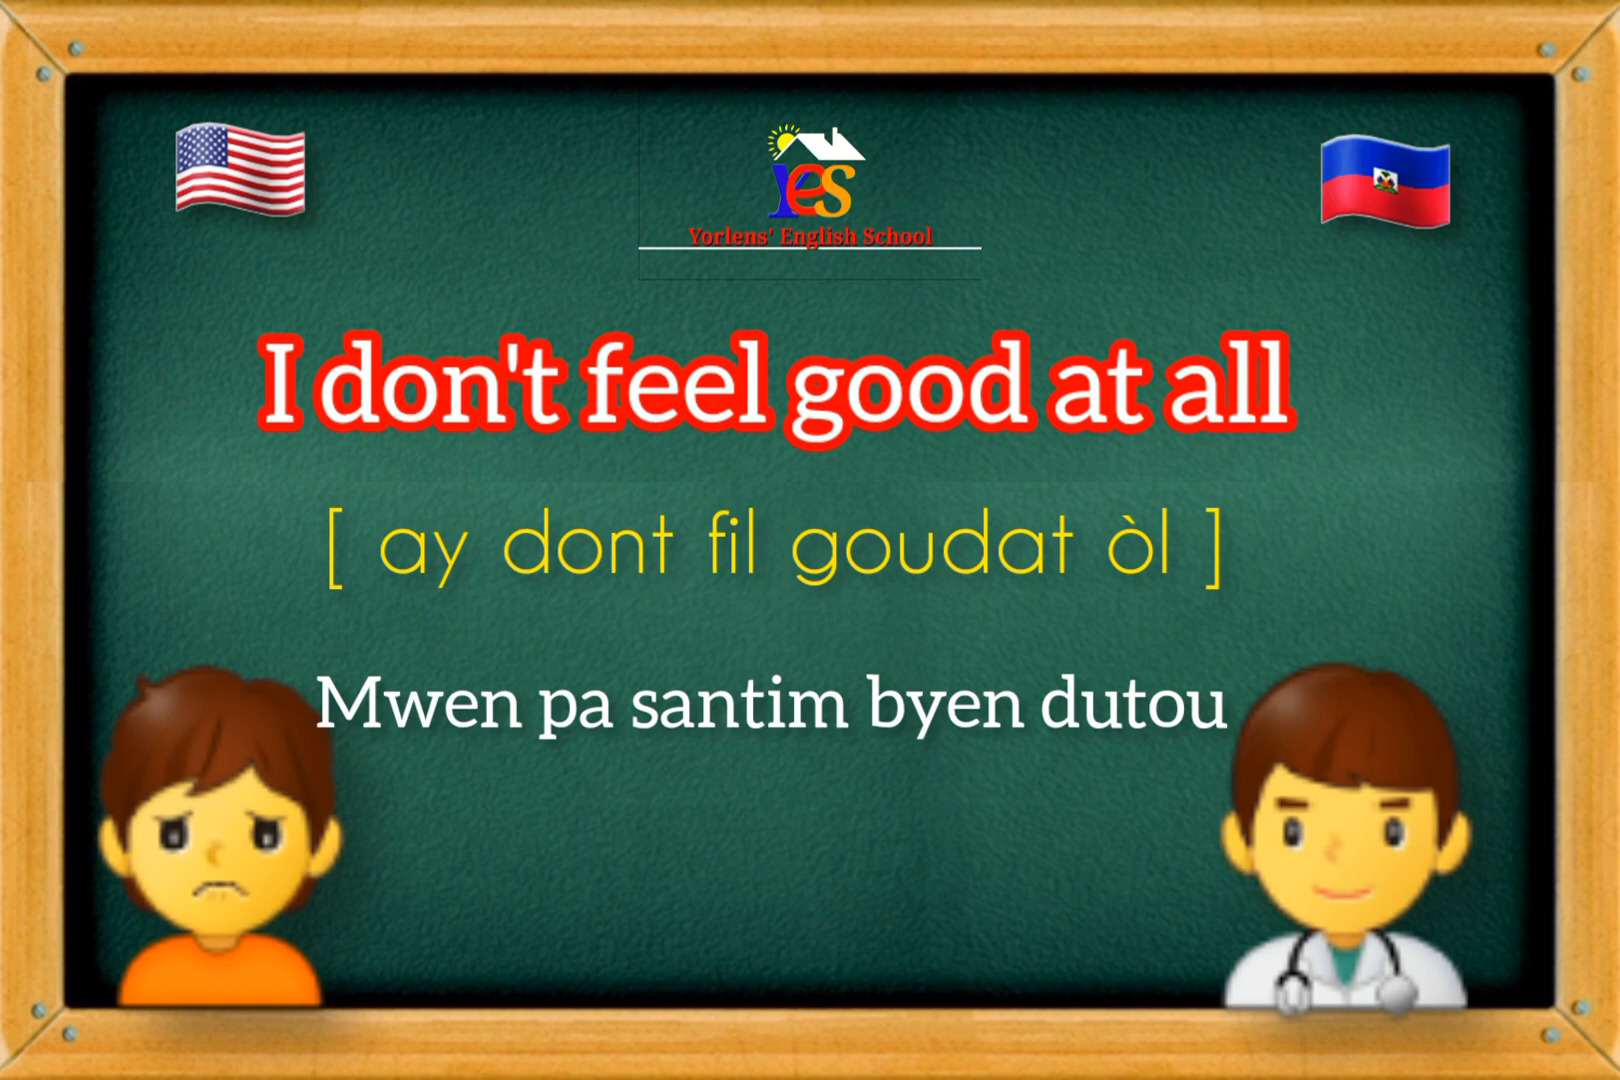 Yes
Yorlens' English School
I don't feel good at all
[ ay dont fil goudat òl ]
Mwen pa santim byen dutou